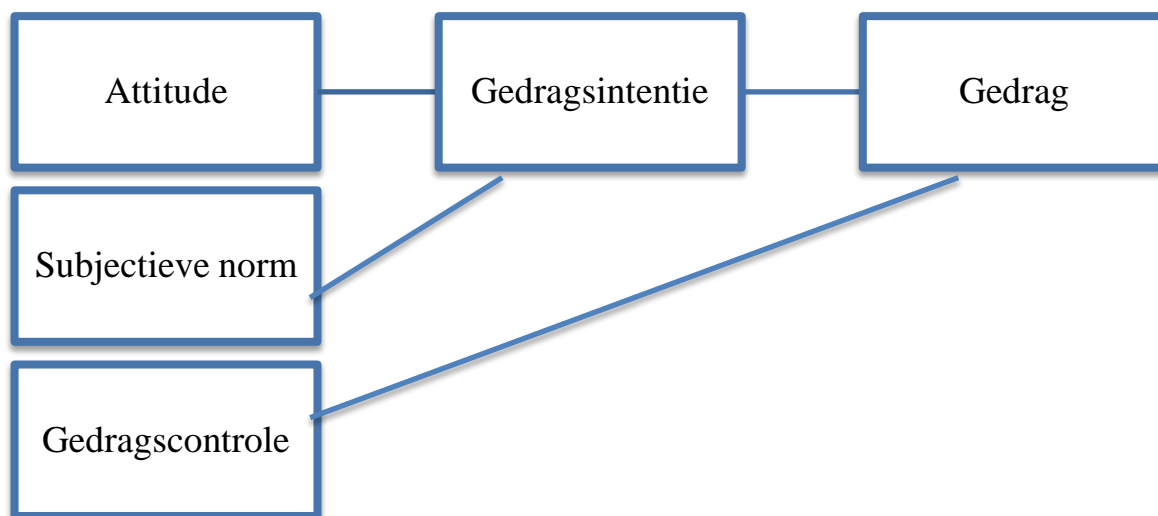 Attitude
Gedragsintentie
Gedrag
Subjectieve norm
Gedragscontrole